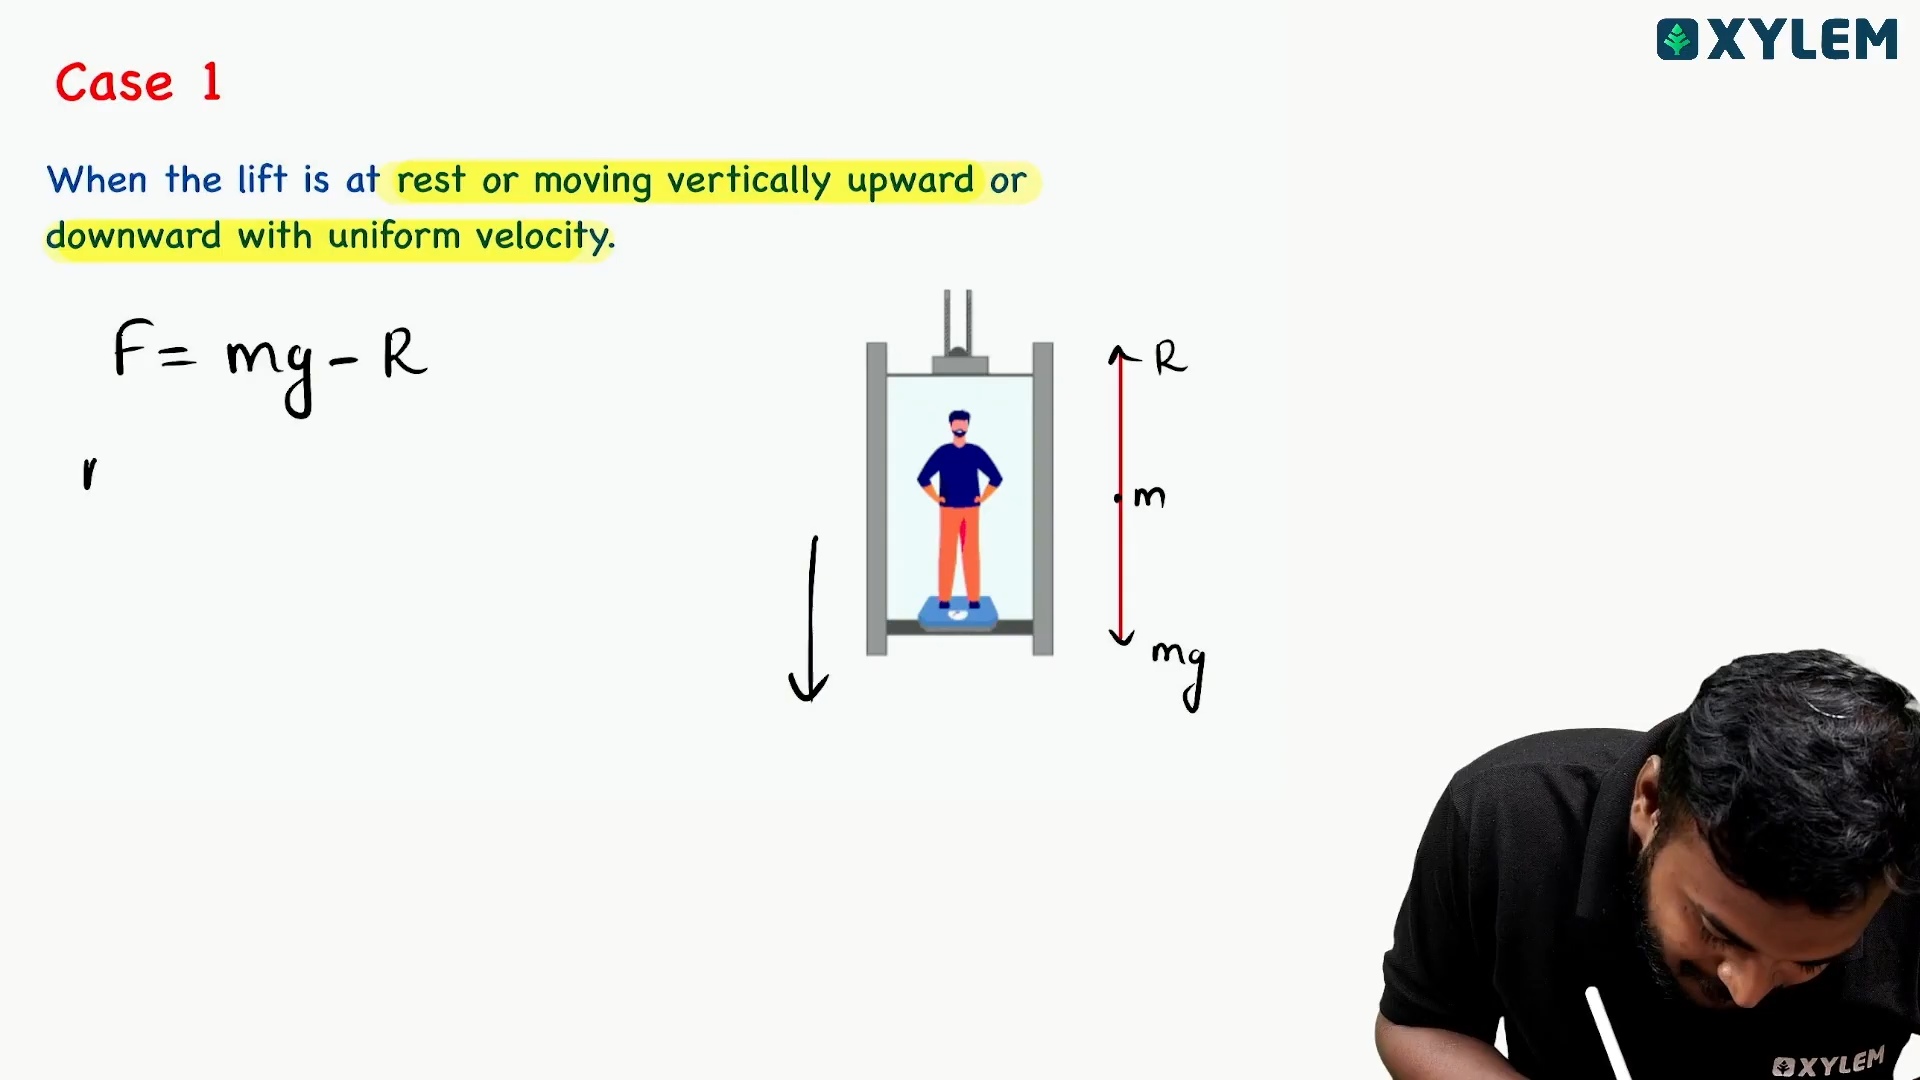 XYLEM
Case 1
When the lift is at rest or moving vertically upward or
downward with uniform velocity.
F = mg - R
R
m
mg
XYLEM